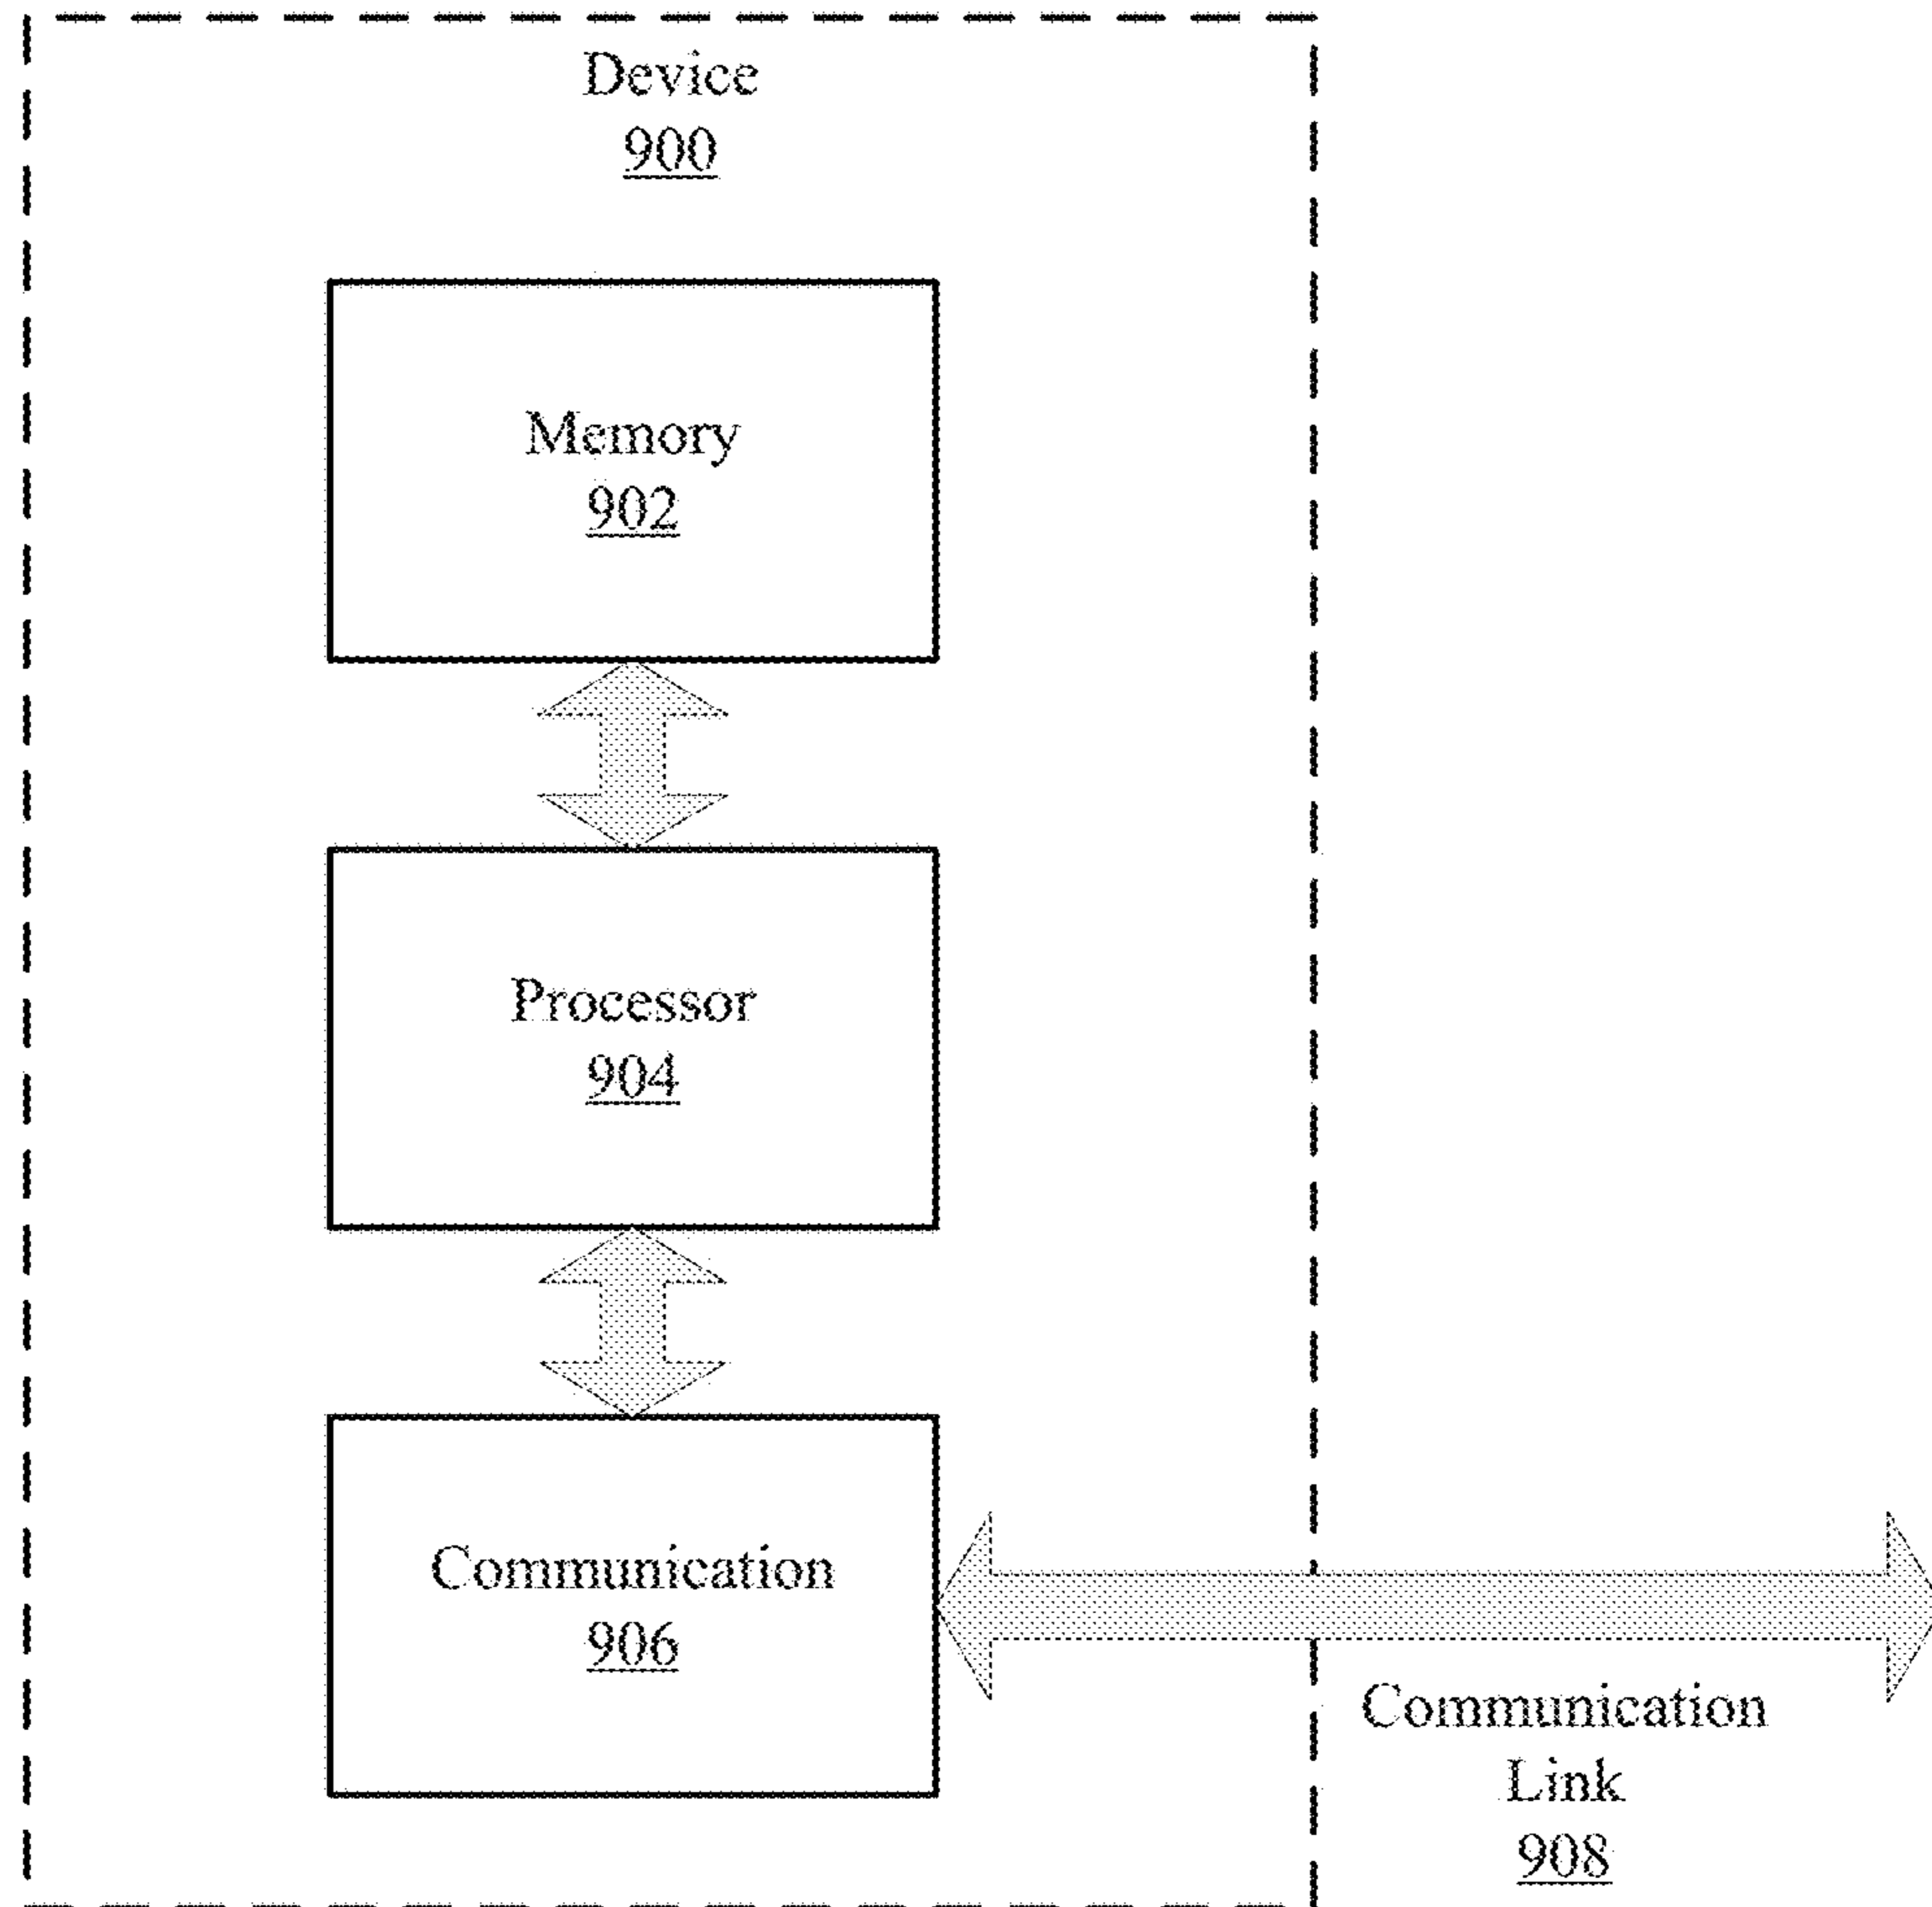 Device
900
Memory
902
Processor
904
Communication
906
Communication
Link
908